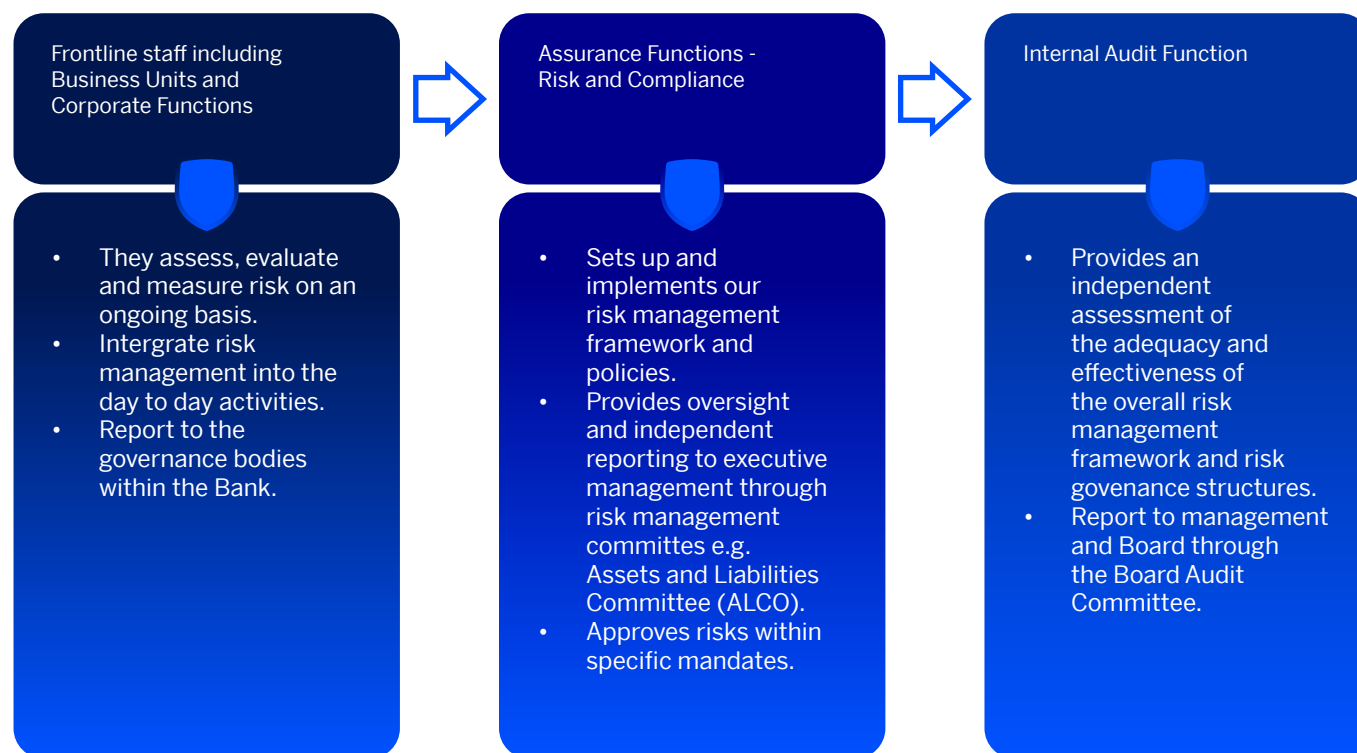 Frontline staff including
Business Units and
Corporate Functions
• They assess, evaluate
and measure risk on an
ongoing basis.
• Intergrate risk
management into the
day to day activities.
• Report to the
governance bodies
within the Bank.
Assurance Functions -
Risk and Compliance
• Sets up and
implements our
risk management
framework and
policies.
• Provides oversight
and independent
reporting to executive
management through
risk management
committes e.g.
Assets and Liabilities
Committee (ALCO).
• Approves risks within
specific mandates.
Internal Audit Function
• Provides an
independent
assessment of
the adequacy and
effectiveness of
the overall risk
management
framework and risk
govenance structures.
• Report to management
and Board through
the Board Audit
Committee.